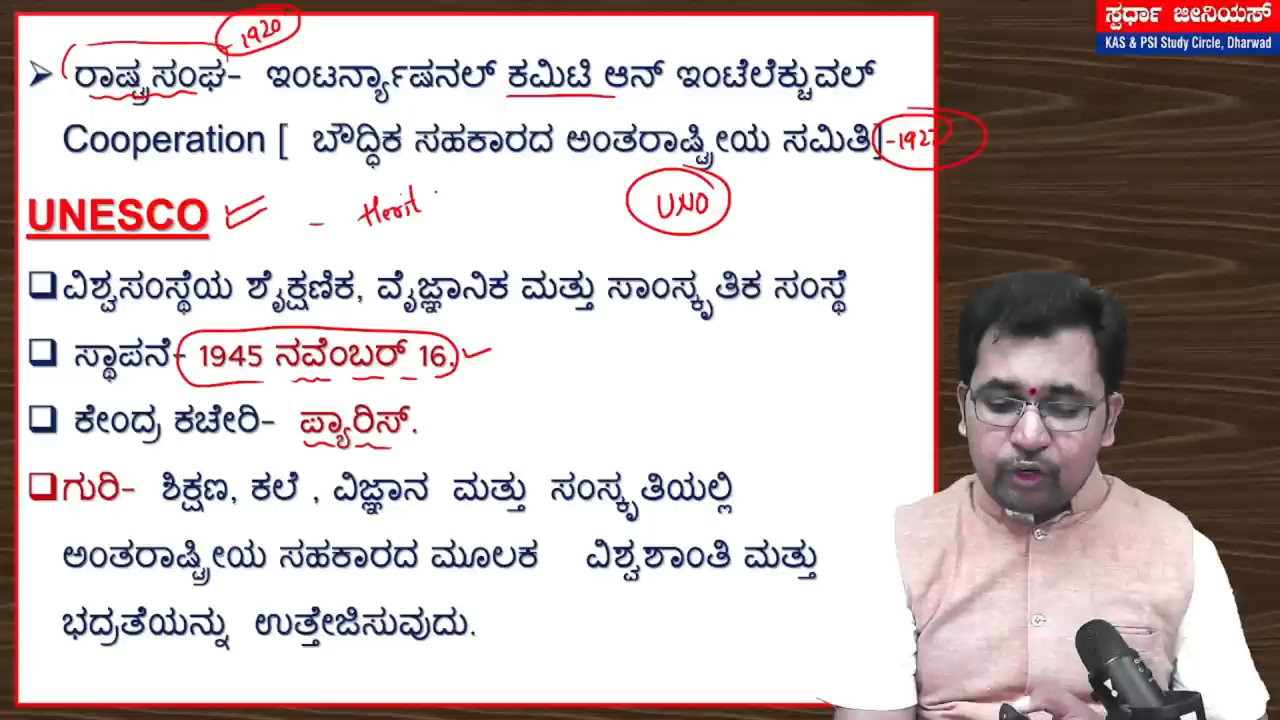 ಸ್ಪರ್ಧಾ ಜೀನಿಯಸ್
KAS & PSI Study Circle, Dharwad
1920
➤ ರಾಷ್ಟ್ರಸಂಘ- ಇಂಟರ್ನ್ಯಾಷನಲ್ ಕಮಿಟಿ ಆನ್ ಇಂಟೆಲೆಕ್ಚುವಲ್
Cooperation [ ಬೌದ್ಧಿಕ ಸಹಕಾರದ ಅಂತರಾಷ್ಟ್ರೀಯ ಸಮಿತಿ]
UNESCO - Herit UNO
❑ವಿಶ್ವಸಂಸ್ಥೆಯ ಶೈಕ್ಷಣಿಕ, ವೈಜ್ಞಾನಿಕ ಮತ್ತು ಸಾಂಸ್ಕೃತಿಕ ಸಂಸ್ಥೆ
❑ ಸ್ಥಾಪನೆ- 1945 ನವೆಂಬರ್ 16.
❑ ಕೇಂದ್ರ ಕಚೇರಿ- ಪ್ಯಾರಿಸ್.
❑ಗುರಿ- ಶಿಕ್ಷಣ, ಕಲೆ , ವಿಜ್ಞಾನ ಮತ್ತು ಸಂಸ್ಕೃತಿಯಲ್ಲಿ
ಅಂತರಾಷ್ಟ್ರೀಯ ಸಹಕಾರದ ಮೂಲಕ ವಿಶ್ವಶಾಂತಿ ಮತ್ತು
ಭದ್ರತೆಯನ್ನು ಉತ್ತೇಜಿಸುವುದು.